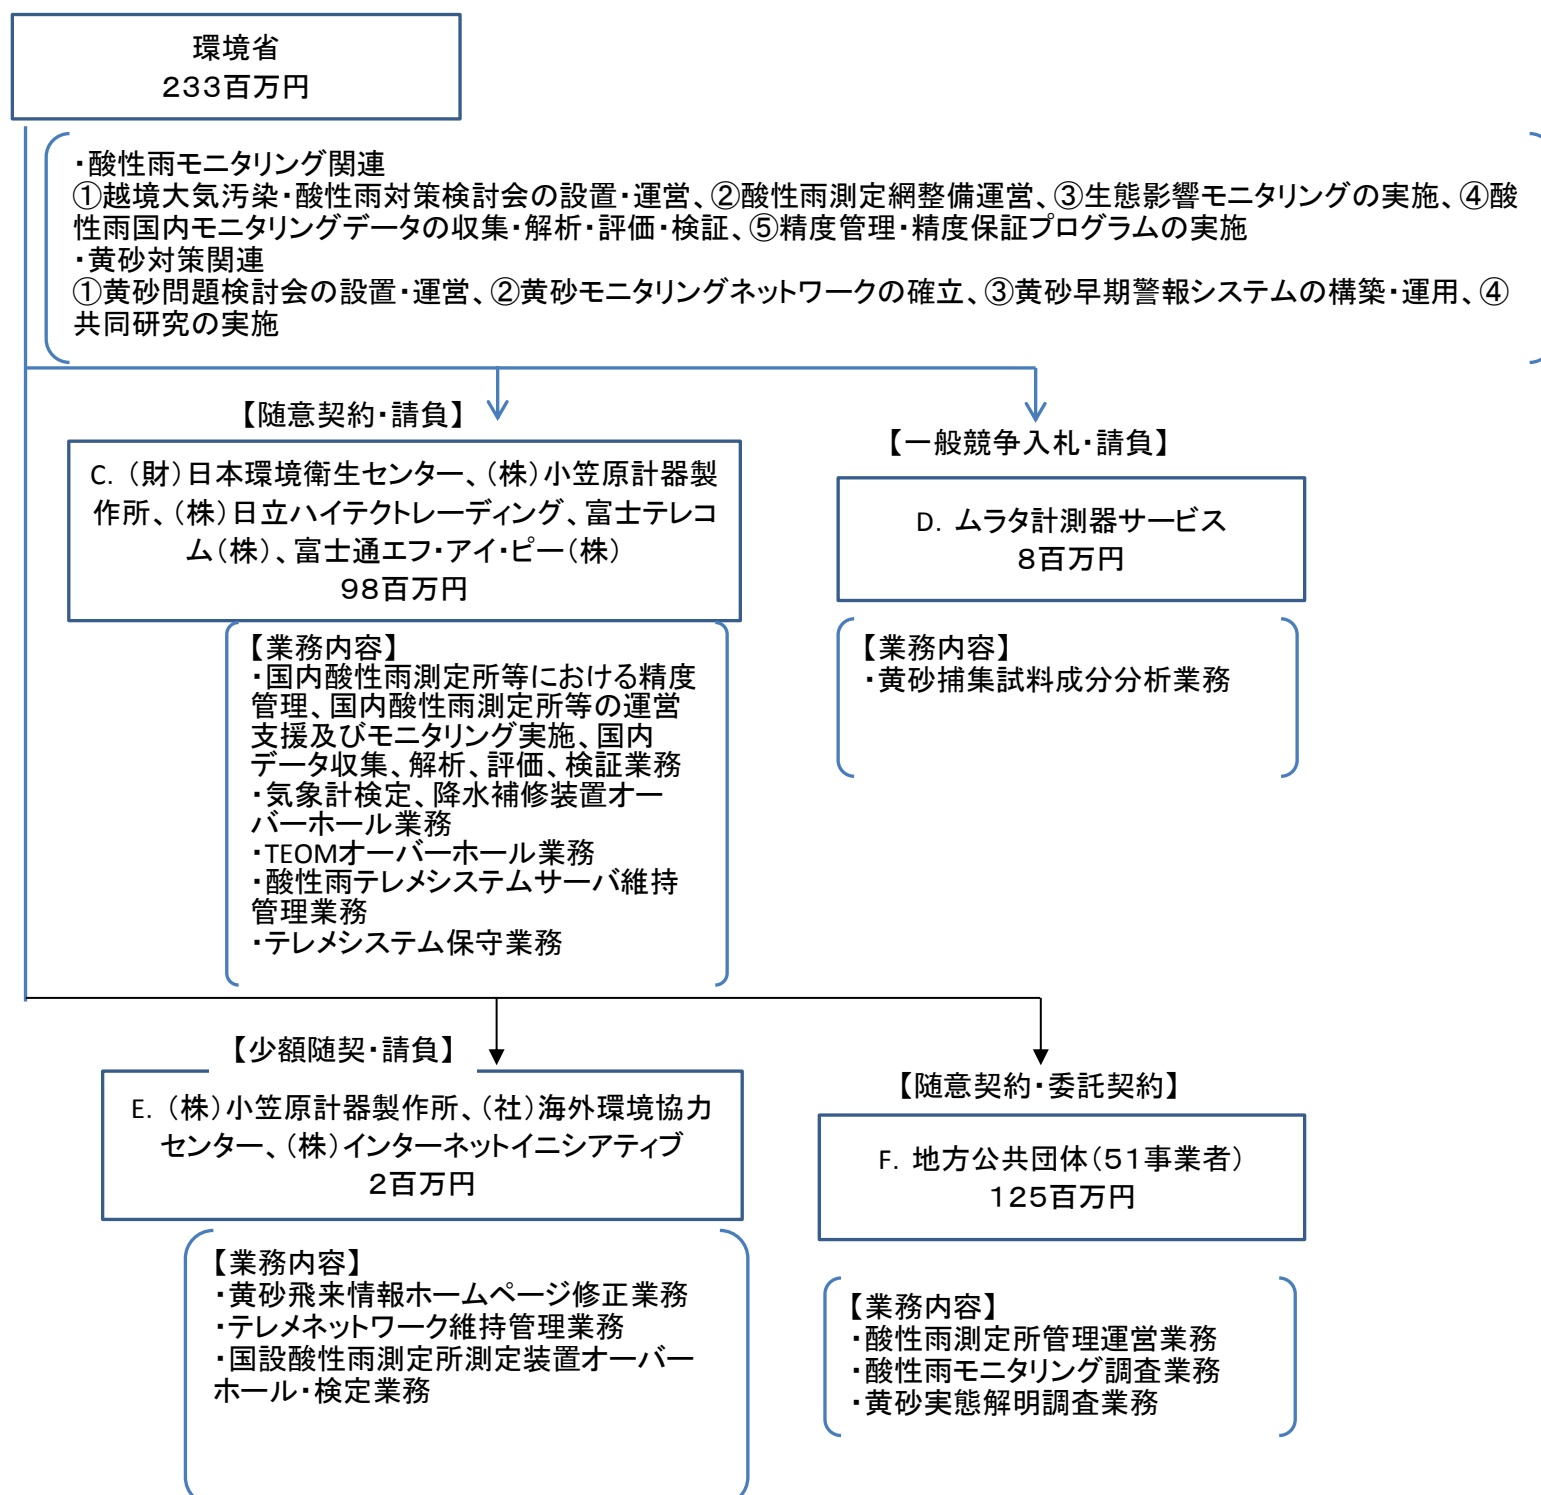 環境省
233百万円
・酸性雨モニタリング関連
①越境大気汚染・酸性雨対策検討会の設置・運営、②酸性雨測定網整備運営、③生態影響モニタリングの実施、④酸
性雨国内モニタリングデータの収集・解析・評価・検証、⑤精度管理・精度保証プログラムの実施
・黄砂対策関連
①黄砂問題検討会の設置・運営、②黄砂モニタリングネットワークの確立、③黄砂早期警報システムの構築・運用、④
共同研究の実施
【随意契約・請負】
C. （財）日本環境衛生センター、（株）小笠原計器製
作所、（株）日立ハイテクトレーディング、富士テレコ
ム（株）、富士通エフ・アイ・ピー（株）
98百万円
【業務内容】
・国内酸性雨測定所等における精度
管理、国内酸性雨測定所等の運営
支援及びモニタリング実施、国内
データ収集、解析、評価、検証業務
・気象計検定、降水補修装置オー
バーホール業務
・TEOMオーバーホール業務
・酸性雨テレメシステムサーバ維持
管理業務
・テレメシステム保守業務
【一般競争入札・請負】
D. ムラタ計測器サービス
8百万円
【業務内容】
・黄砂捕集試料成分分析業務
【少額随契・請負】
E. （株）小笠原計器製作所、（社）海外環境協力
センター、（株）インターネットイニシアティブ
2百万円
【業務内容】
・黄砂飛来情報ホームページ修正業務
・テレメネットワーク維持管理業務
・国設酸性雨測定所測定装置オーバー
ホール・検定業務
【随意契約・委託契約】
F. 地方公共団体（51事業者）
125百万円
【業務内容】
・酸性雨測定所管理運営業務
・酸性雨モニタリング調査業務
・黄砂実態解明調査業務